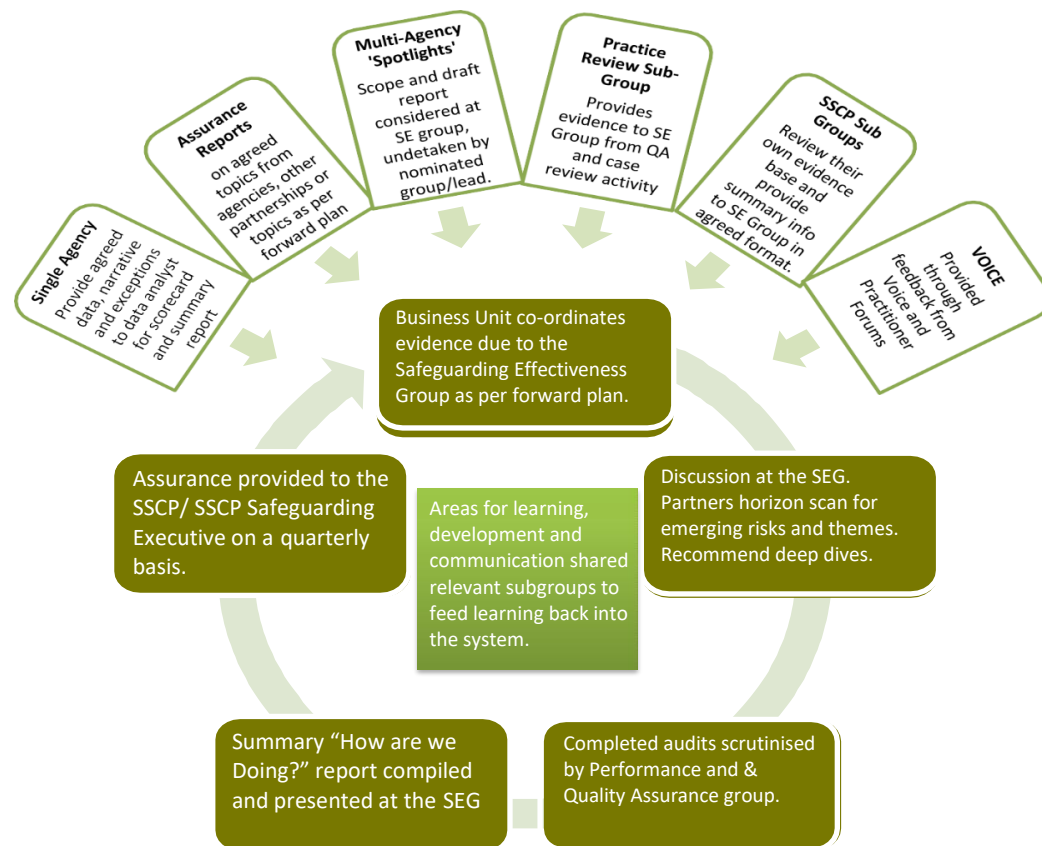 Single Agency
Provide agreed
data, narrative
and exceptions
to data analyst
for scorecard
and summary
report
Assurance
Reports
on agreed
topics from
agencies, other
partnerships or
topics as per
forward plan
Multi-Agency
'Spotlights'
Scope and draft
report
considered at
SE group,
undertaken by
nominated
group/lead.
Practice
Review Sub-
Group
Provides
evidence to SE
Group from QA
and case
review activity
SSCP Sub
Groups
Review their
own evidence
base and
provide
summary info
to SE Group in
agreed format.
VOICE
Provided
through
feedback from
Voice and
Practitioner
Forums
Business Unit co-ordinates
evidence due to the
Safeguarding Effectiveness
Group as per forward plan.
Discussion at the SEG.
Partners horizon scan for
emerging risks and themes.
Recommend deep dives.
Completed audits scrutinised
by Performance and &
Quality Assurance group.
Summary “How are we
Doing?” report compiled
and presented at the SEG
Assurance provided to the
SSCP/ SSCP Safeguarding
Executive on a quarterly
basis.
Areas for learning,
development and
communication shared
relevant subgroups to
feed learning back into
the system.